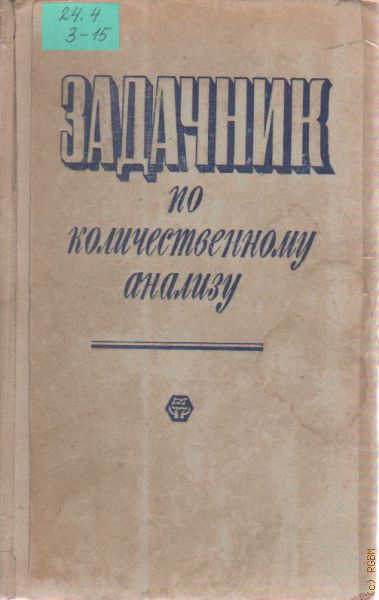 24.4
З-15
ЗАДАЧНИК
по
количественному
анализу
(c) RGBM